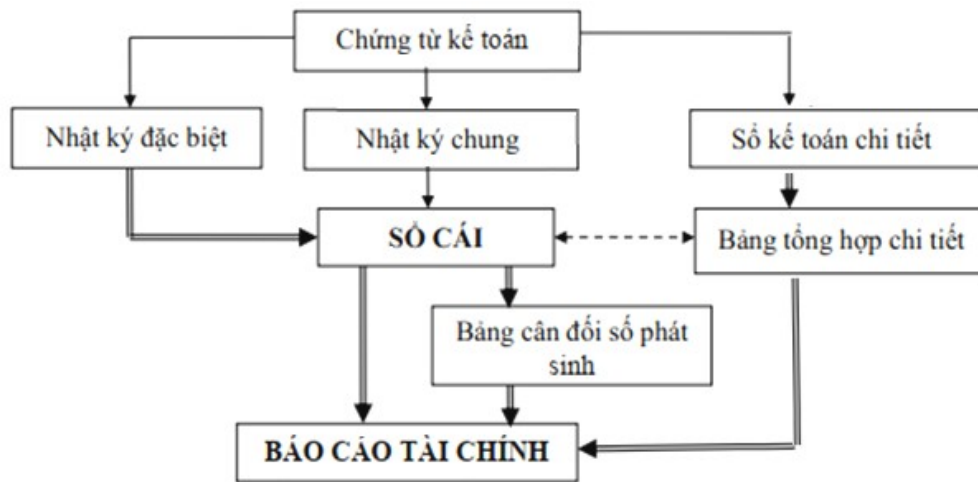 Chứng từ kế toán
Nhật ký đặc biệt
Nhật ký chung
Sổ kế toán chi tiết
SỔ CÁI
Bảng tổng hợp chi tiết
Bảng cân đối số phát
sinh
BÁO CÁO TÀI CHÍNH